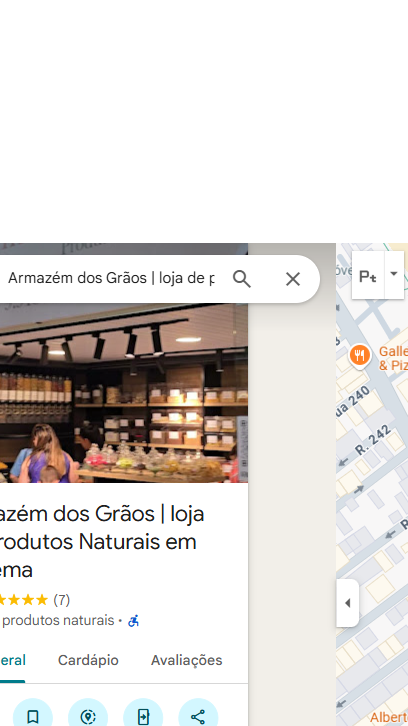 Armazém dos Grãos | loja de p
Pt
azém dos Grãos | loja
rodutos Naturais em
ema
(7)
produtos naturais ·
eral
Cardápio
Avaliações
Galle
& Piz
ua 240
R. 242
R
Albert